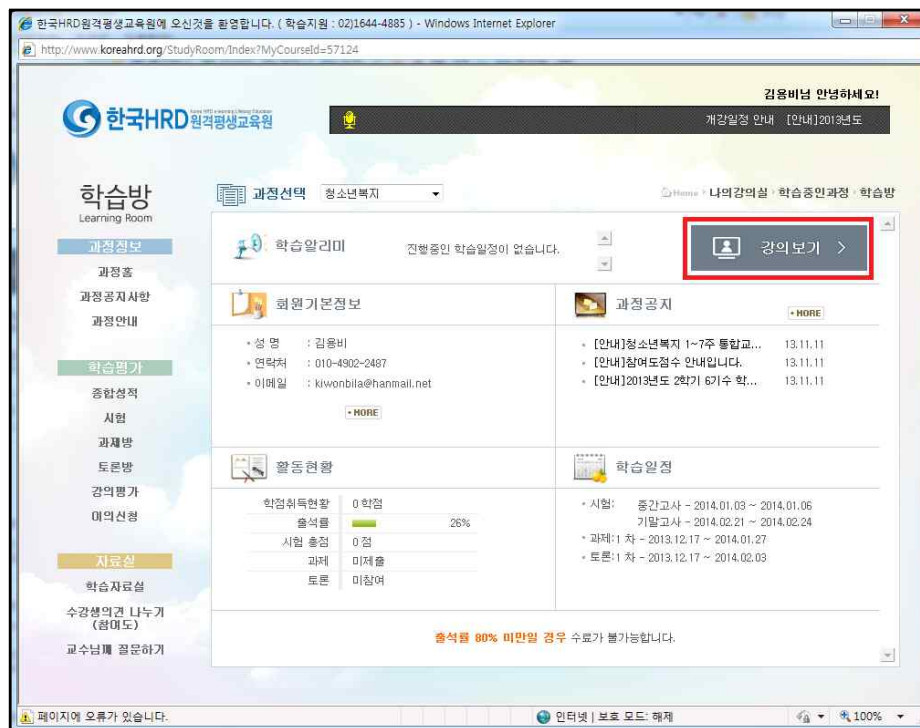 한국HRD원격평생교육원에 오신것을 환영합니다. ( 학습지원 : 02)1644-4885 ) - Windows Internet Explorer
http://www.koreahrd.org/StudyRoom/Index?MyCourseId=57124
김용비님 안녕하세요!
한국HRD 원격평생교육원
개강일정 안내 [안내]2013년도
학습방
Learning Room
과정선택 청소년복지
Home > 나의강의실 > 학습중인과정 > 학습방
과정정보
과정홈
과정공지사항
과정안내
학습평가
종합성적
시험
과제방
토론방
강의평가
이의신청
자료실
학습자료실
수강생의견 나누기
(참여도)
교수님께 질문하기
학습알리미 진행중인 학습일정이 없습니다.
강의보기 >
회원기본정보
• 성 명 : 김용비
• 연락처 : 010-4902-2487
• 이메일 : kiwonbila@hanmail.net
• MORE
과정공지
• MORE
• [안내]청소년복지 1~7주 통합교... 13.11.11
• [안내]참여도점수 안내입니다. 13.11.11
• [안내]2013년도 2학기 6기수 학... 13.11.11
활동현황
학점취득현황 0 학점
출석률 26%
시험 총점 0 점
과제 미제출
토론 미참여
학습일정
• 시험: 중간고사 - 2014.01.03 ~ 2014.01.06
기말고사 - 2014.02.21 ~ 2014.02.24
• 과제:1 차 - 2013.12.17 ~ 2014.01.27
• 토론:1 차 - 2013.12.17 ~ 2014.02.03
출석률 80% 미만일 경우 수료가 불가능합니다.
페이지에 오류가 있습니다.
인터넷 | 보호 모드: 해제
100%